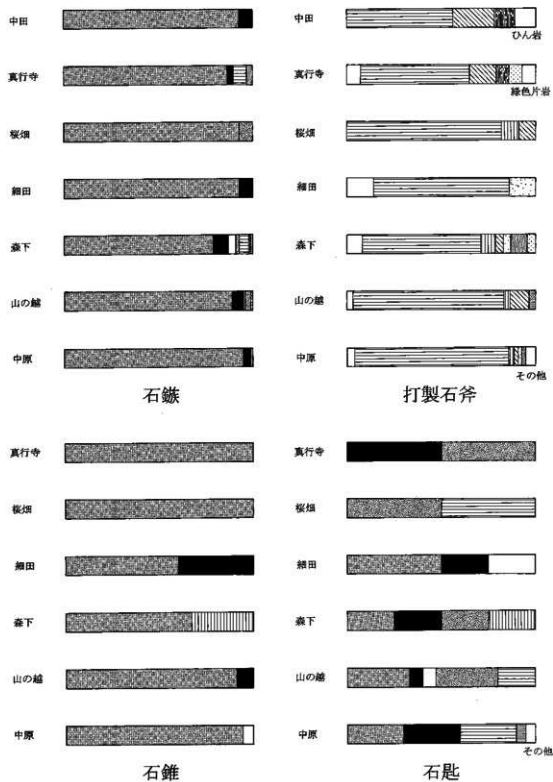 中田
真行寺
桜畑
細田
森下
山の越
中原
石鏃
中田
ひん岩
真行寺
緑色片岩
桜畑
細田
森下
山の越
中原
その他
打製石斧
真行寺
桜畑
細田
森下
山の越
中原
石錐
真行寺
桜畑
細田
森下
山の越
中原
その他
石匙